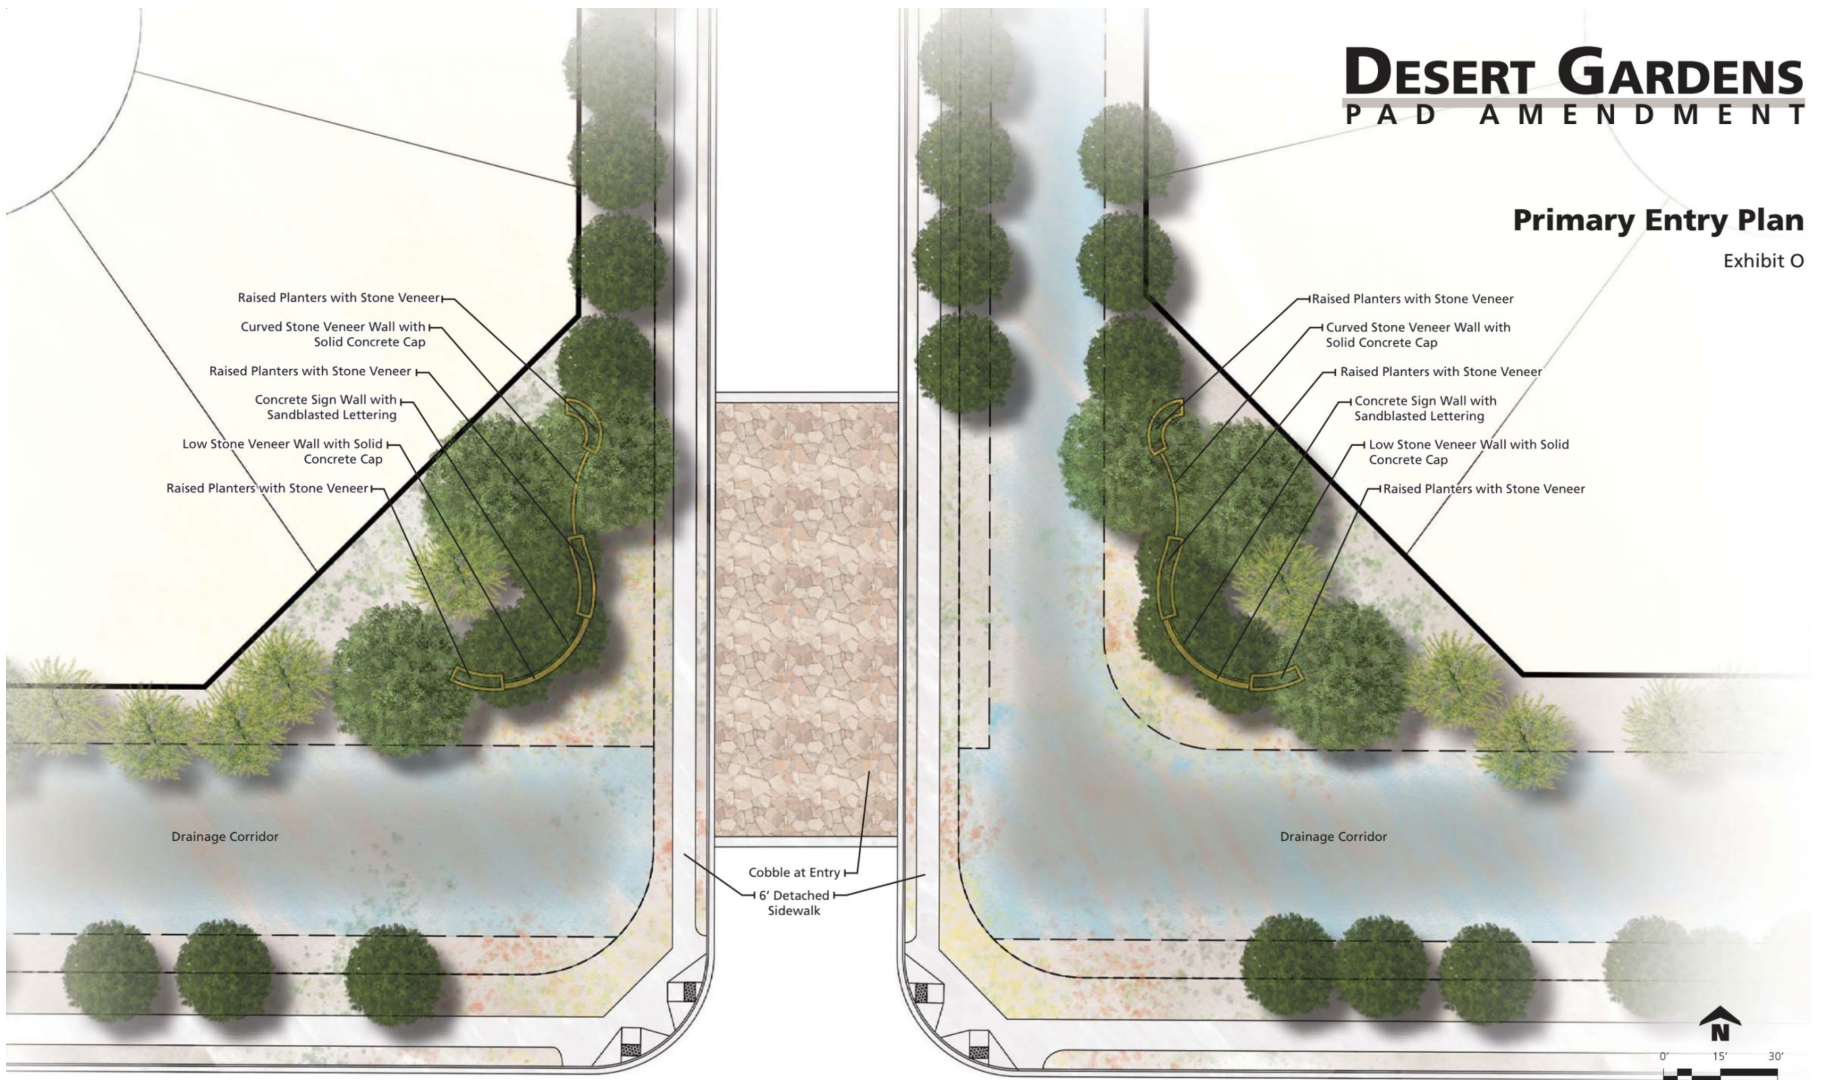 DESERT GARDENS
PAD AMENDMENT
Primary Entry Plan
Exhibit O
Raised Planters with Stone Veneer
Curved Stone Veneer Wall with
Solid Concrete Cap
Raised Planters with Stone Veneer
Concrete Sign Wall with
Sandblasted Lettering
Low Stone Veneer Wall with Solid
Concrete Cap
Raised Planters with Stone Veneer
Raised Planters with Stone Veneer
Curved Stone Veneer Wall with
Solid Concrete Cap
Raised Planters with Stone Veneer
Concrete Sign Wall with
Sandblasted Lettering
Low Stone Veneer Wall with Solid
Concrete Cap
Raised Planters with Stone Veneer
Drainage Corridor
Drainage Corridor
Cobble at Entry
6' Detached
Sidewalk
N
0' 15' 30'